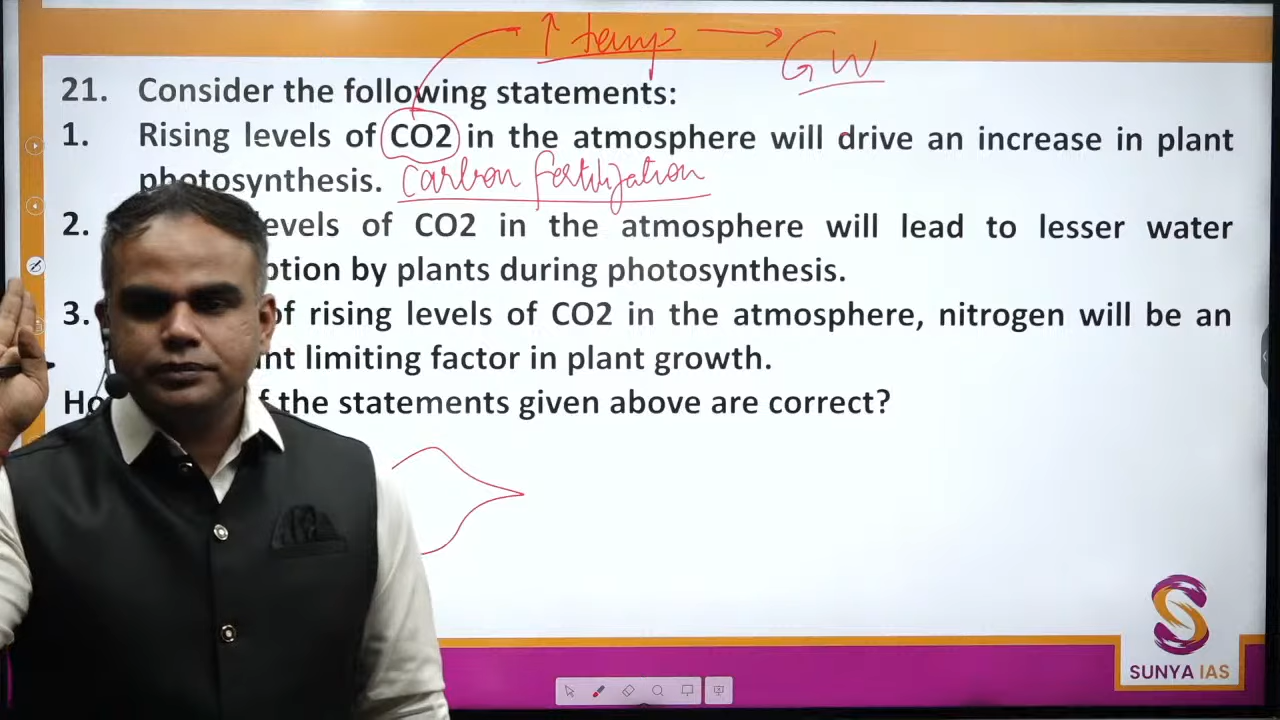 ↑ temp → GW
21. Consider the following statements:
1. Rising levels of CO2 in the atmosphere will drive an increase in plant
photosynthesis. Carbon fertilization
2. levels of CO2 in the atmosphere will lead to lesser water
ption by plants during photosynthesis.
3. of rising levels of CO2 in the atmosphere, nitrogen will be an
nt limiting factor in plant growth.
Ho f the statements given above are correct?
S
SUNYA IAS